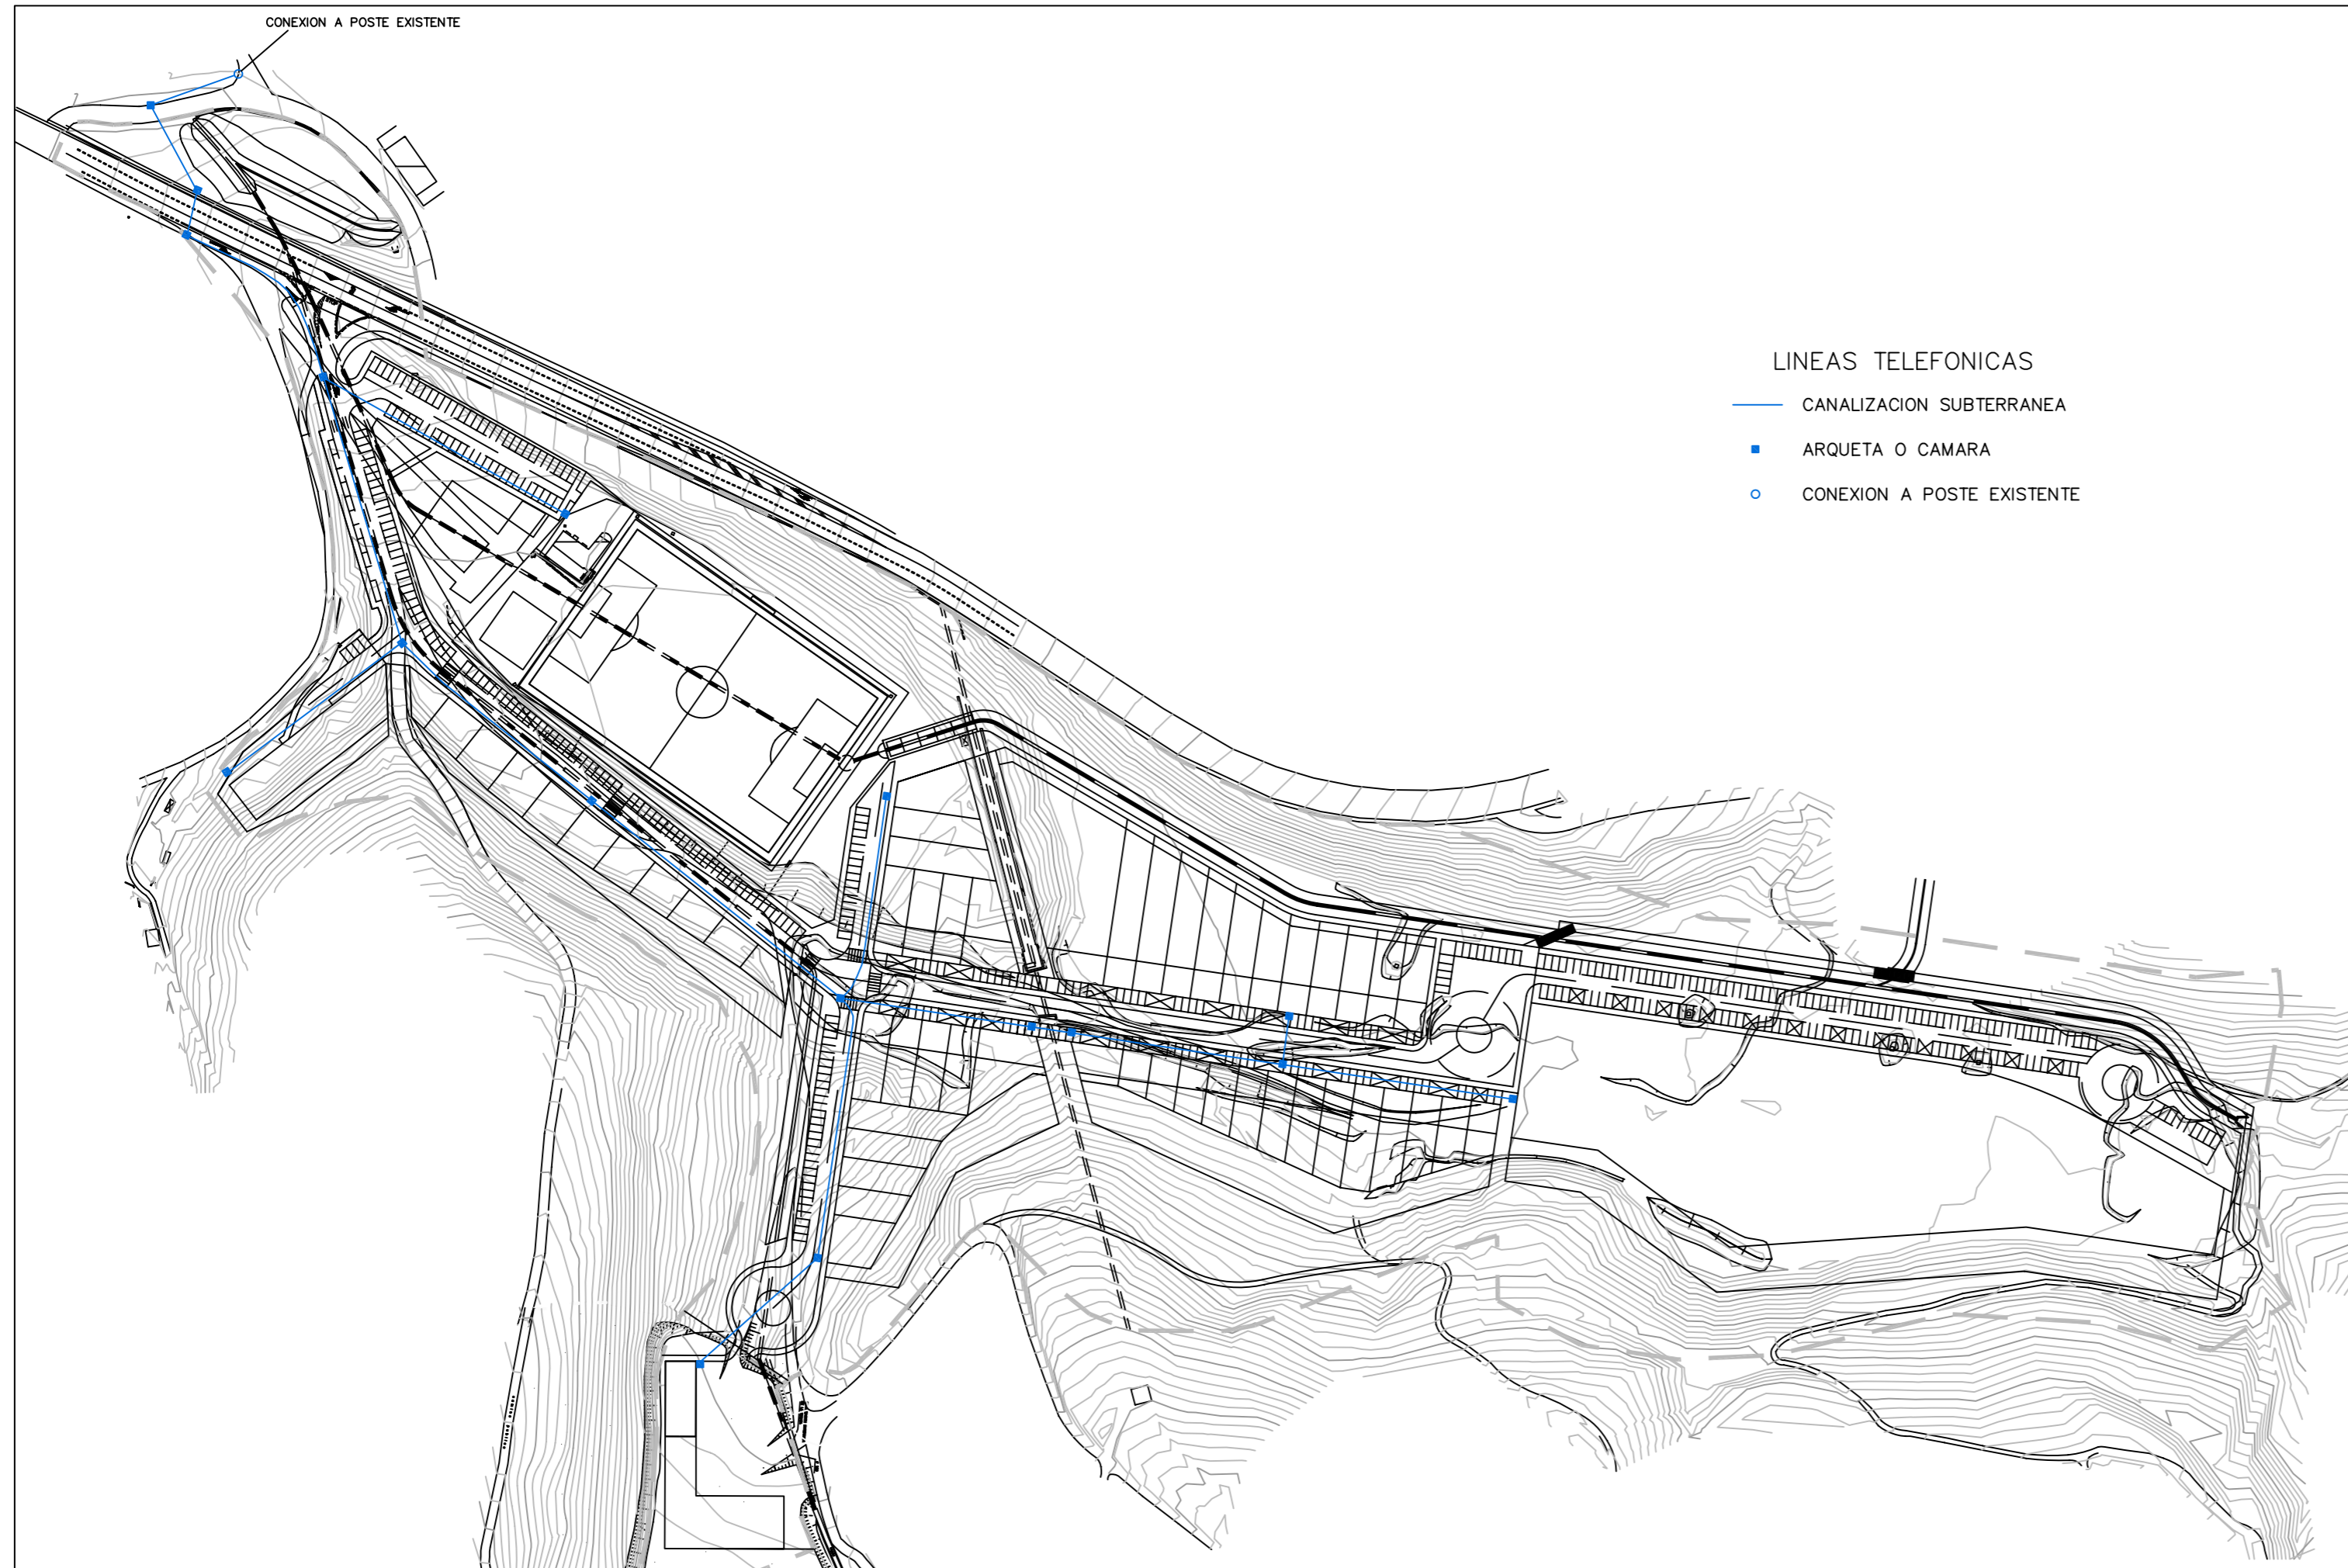 CONEXION A POSTE EXISTENTE
LINEAS TELEFONICAS
CANALIZACION SUBTERRANEA
ARQUETA O CAMARA
CONEXION A POSTE EXISTENTE